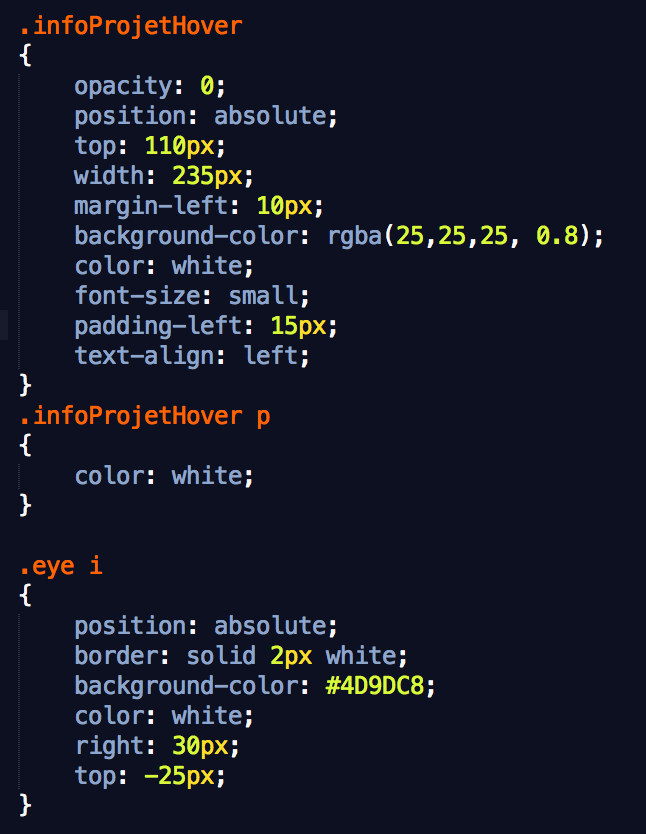 .infoProjetHover
{
    opacity: 0;
    position: absolute;
    top: 110px;
    width: 235px;
    margin-left: 10px;
    background-color: rgba(25,25,25, 0.8);
    color: white;
    font-size: small;
    padding-left: 15px;
    text-align: left;
}
.infoProjetHover p
{
    color: white;
}

.eye i
{
    position: absolute;
    border: solid 2px white;
    background-color: #4D9DC8;
    color: white;
    right: 30px;
    top: -25px;
}